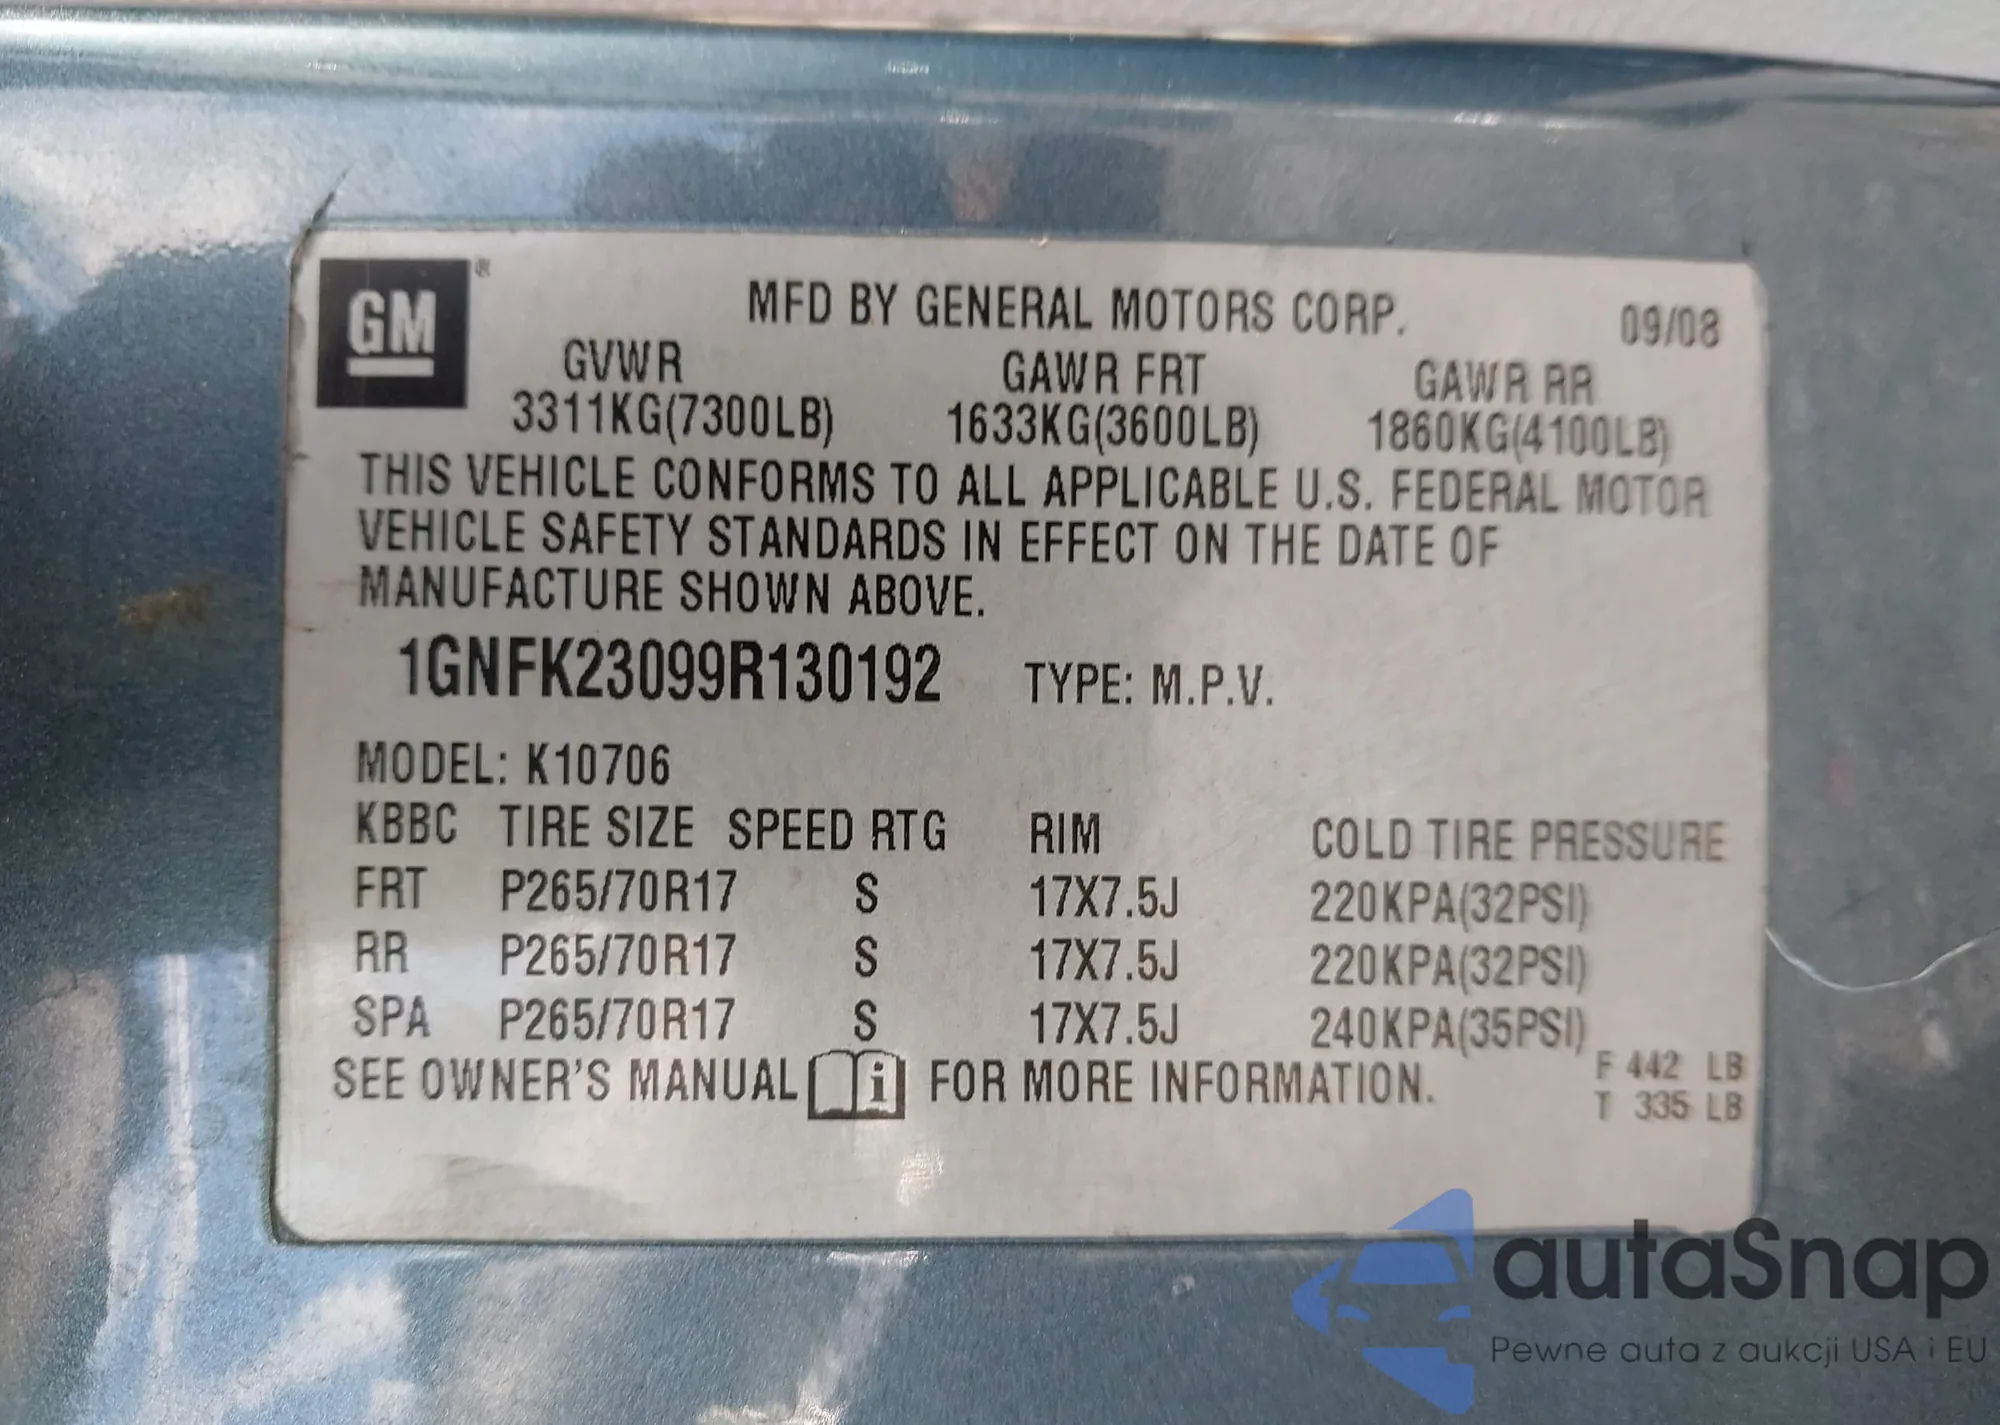 GM ®
MFD BY GENERAL MOTORS CORP. 09/08
GVWR GAWR FRT GAWR RR
3311KG(7300LB) 1633KG(3600LB) 1860KG(4100LB)
THIS VEHICLE CONFORMS TO ALL APPLICABLE U.S. FEDERAL MOTOR
VEHICLE SAFETY STANDARDS IN EFFECT ON THE DATE OF
MANUFACTURE SHOWN ABOVE.
1GNFK23099R130192 TYPE: M.P.V.
MODEL: K10706
KBBC TIRE SIZE SPEED RTG RIM COLD TIRE PRESSURE
FRT P265/70R17 S 17X7.5J 220KPA(32PSI)
RR P265/70R17 S 17X7.5J 220KPA(32PSI)
SPA P265/70R17 S 17X7.5J 240KPA(35PSI)
SEE OWNER'S MANUAL i FOR MORE INFORMATION.
F 442 LB
T 335 LB
autaSnap
Pewne auta z aukcji USA i EU